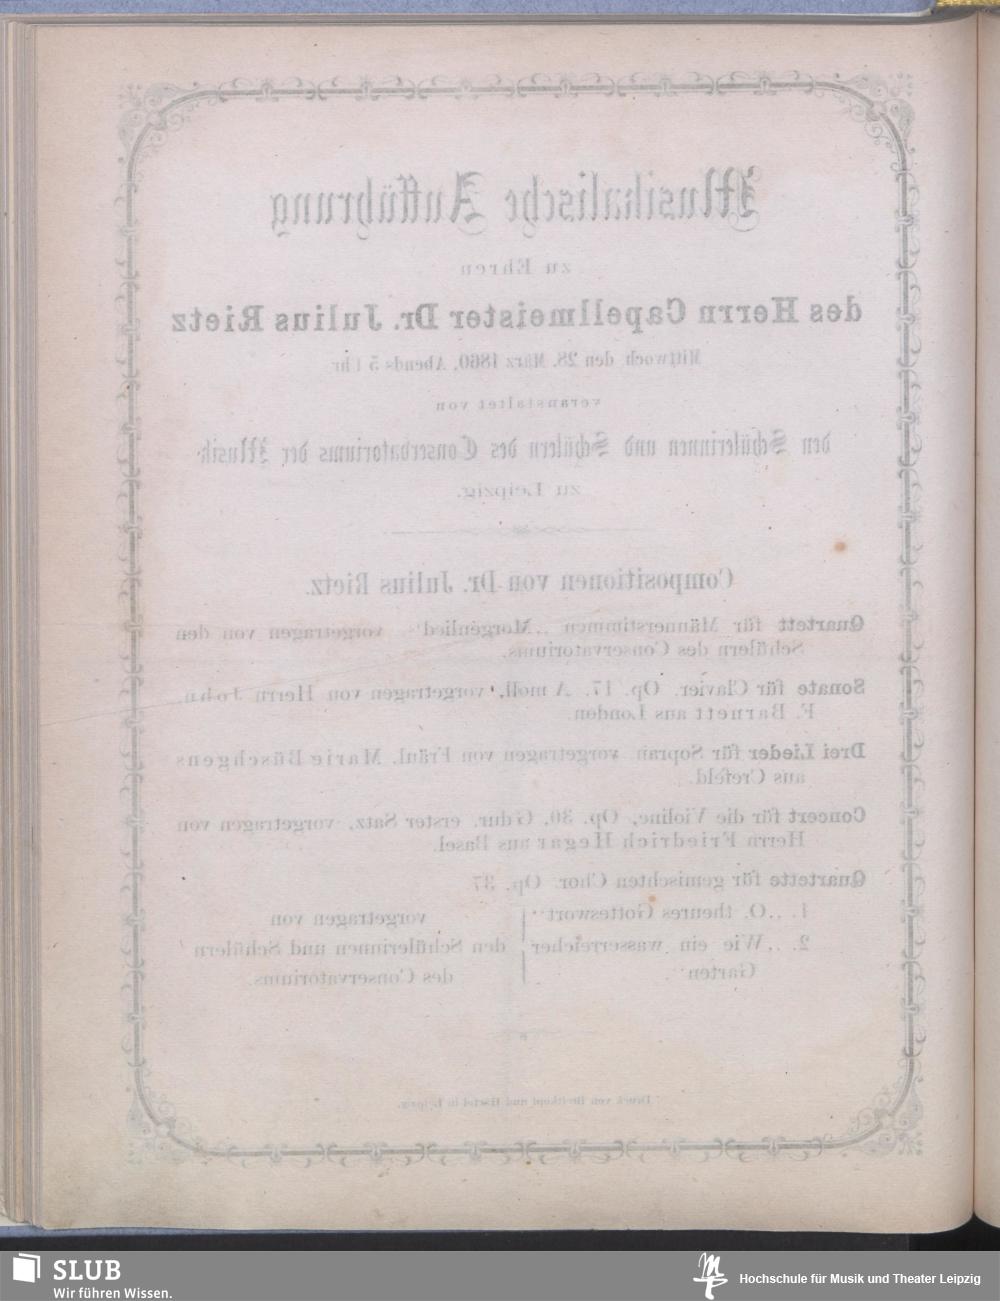 Musikalische Aufführung
zu Ehren
des Herrn Capellmeister Dr. Julius Rietz
Mittwoch den 28. März 1860, Abends 5 Uhr
veranstaltet von
den Schülerinnen und Schülern des Conservatoriums der Musik
zu Leipzig.
Compositionen von Dr. Julius Rietz.
Quartett für Männerstimmen „Morgenlied“ vorgetragen von den
Schülern des Conservatoriums.
Sonate für Clavier. Op. 17. A moll, vorgetragen von Herrn John.
F. Barnett aus London.
Drei Lieder für Sopran vorgetragen von Fräul. Marie Büschgens
aus Crefeld.
Concert für die Violine, Op. 30, Gdur, erster Satz, vorgetragen von
Herrn Friedrich Hegar aus Basel.
Quartette für gemischten Chor. Op. 37
1. „O, theures Gotteswort“
2. „Wie ein wasserreicher
Garten“
vorgetragen von
den Schülerinnen und Schülern
des Conservatoriums.
Druck von Breitkopf und Härtel in Leipzig.
SLUB
Wir führen Wissen.
Hochschule für Musik und Theater Leipzig